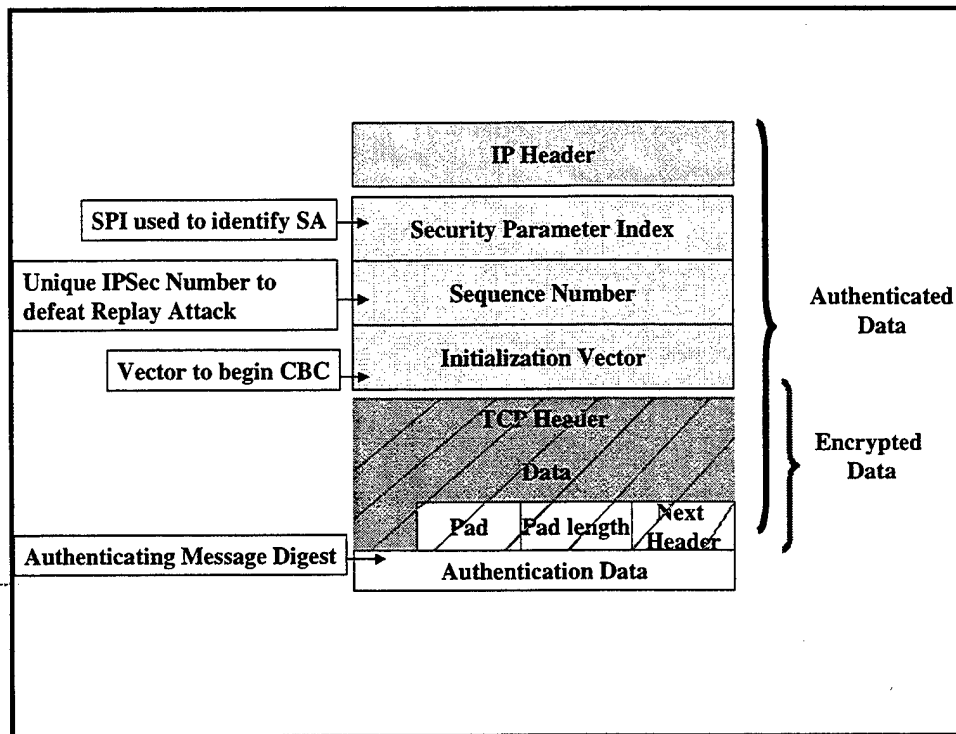 IP Header
SPI used to identify SA
Security Parameter Index
Unique IPSec Number to
defeat Replay Attack
Sequence Number
Authenticated
Data
Vector to begin CBC
Initialization Vector
TCP Header
Data
Encrypted
Data
Pad
Pad length
Next
Header
Authenticating Message Digest
Authentication Data